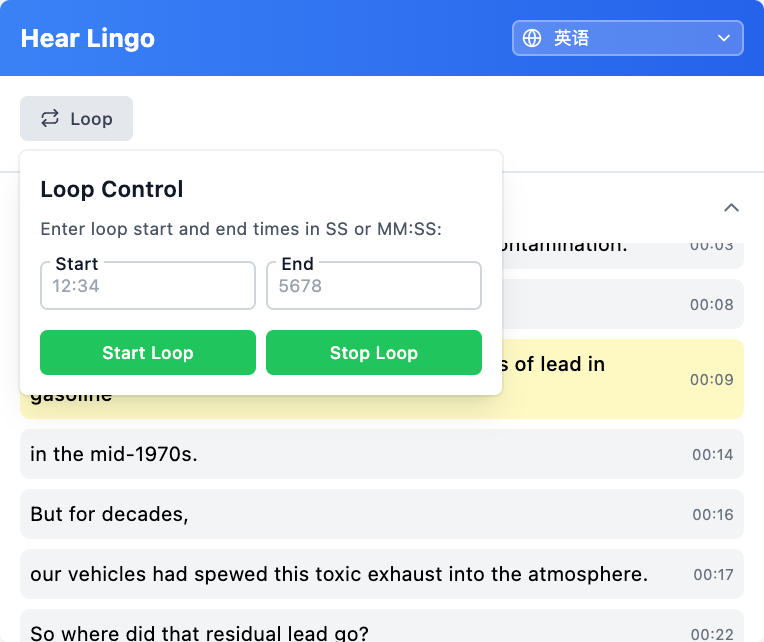 Hear Lingo
英语
Loop
Loop Control
Enter loop start and end times in SS or MM:SS:
Start
End
12:34
5678
Start Loop
Stop Loop
contamination.
00:03
00:08
of lead in
gasoline
00:09
in the mid-1970s.
00:14
But for decades,
00:16
our vehicles had spewed this toxic exhaust into the atmosphere.
00:17
So where did that residual lead go?
00:22